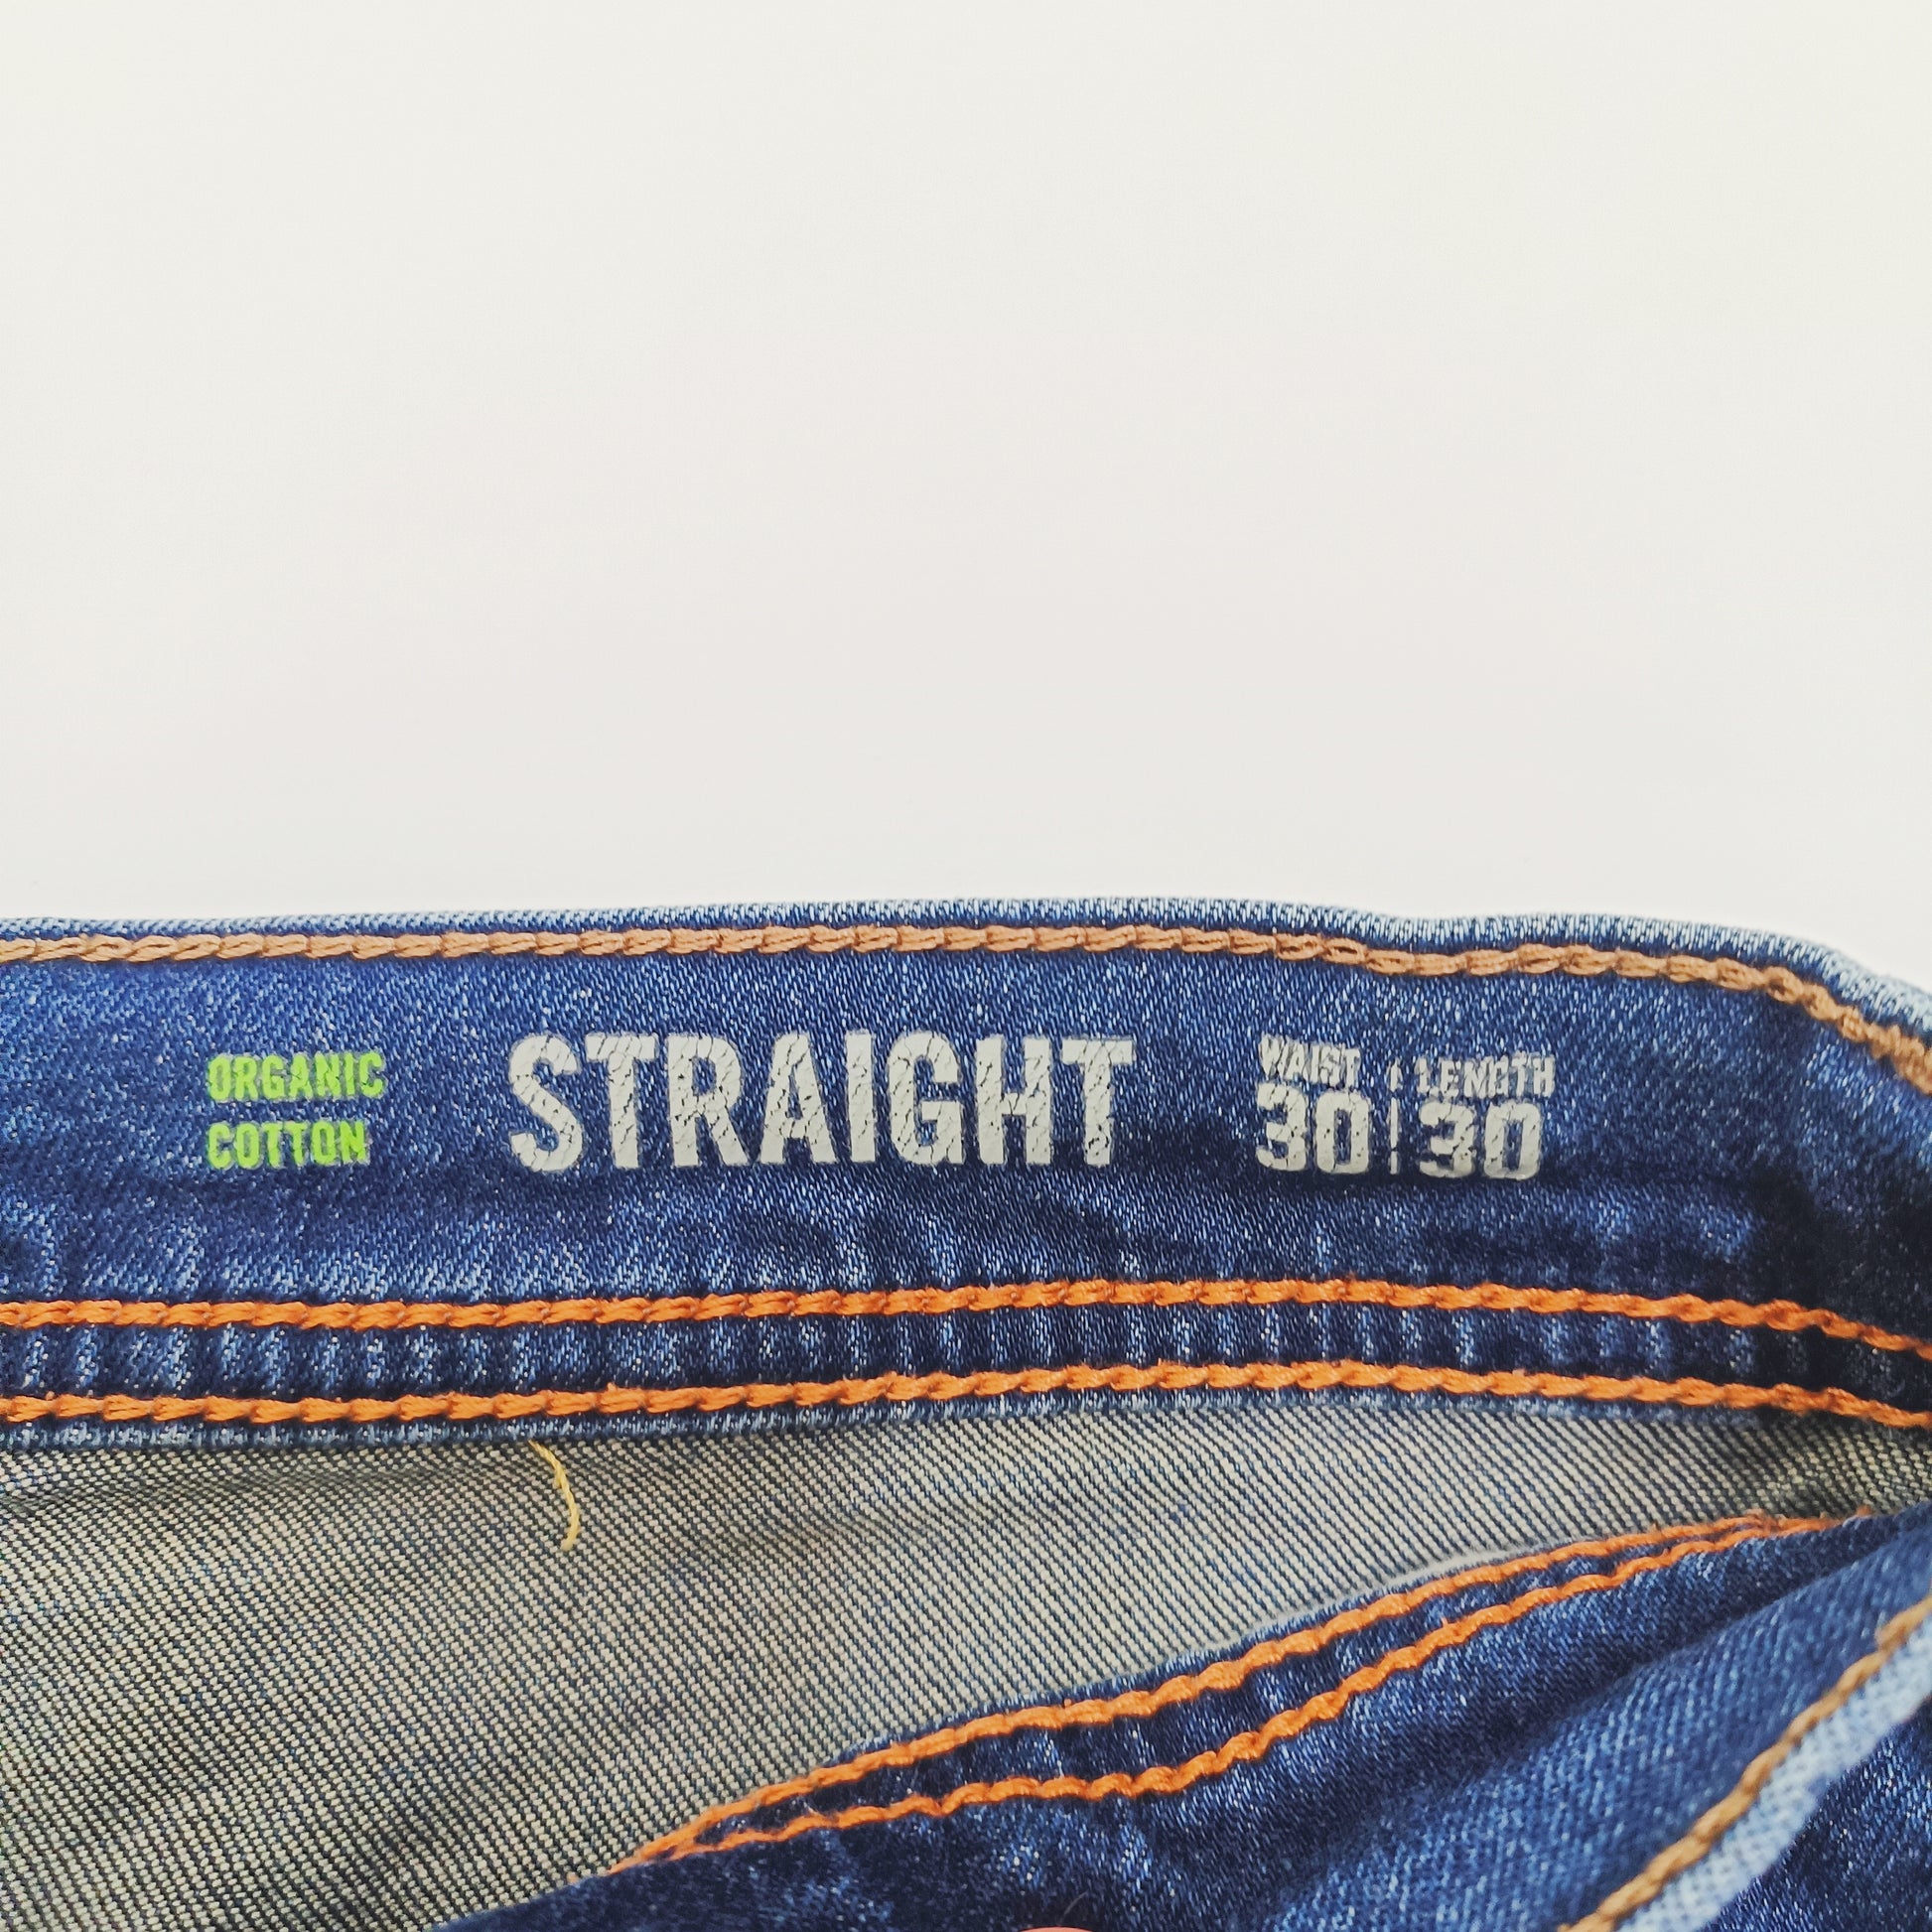 ORGANIC
COTTON
STRAIGHT
WAIST LENGTH
30 30